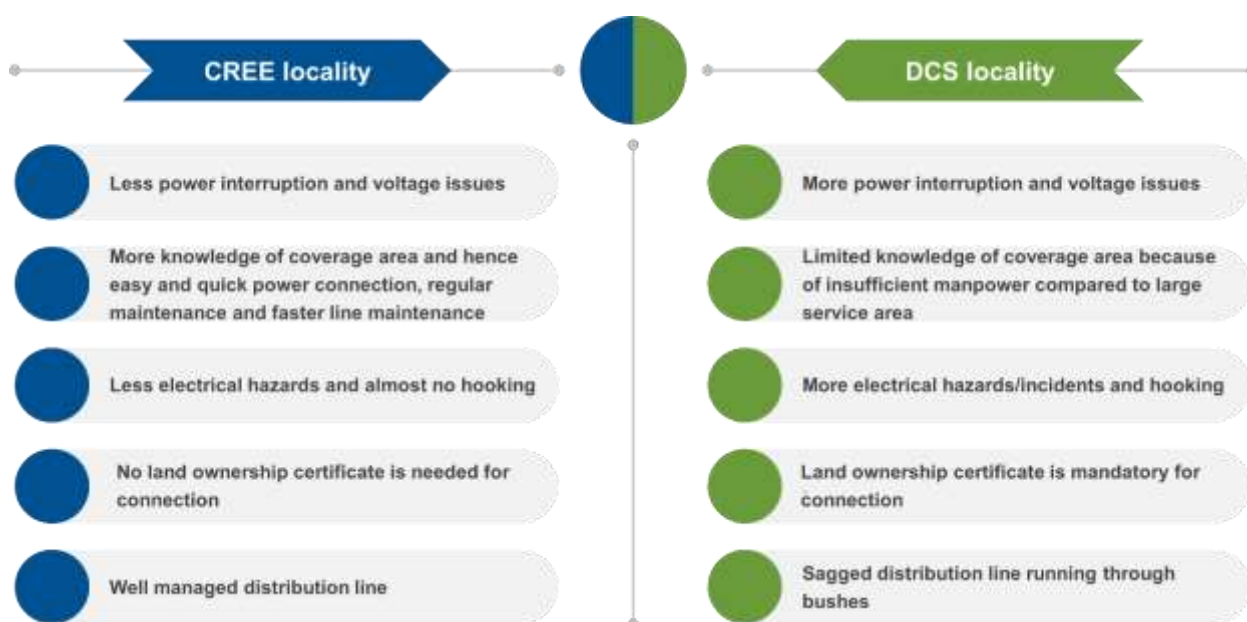 CREE locality
DCS locality
Less power interruption and voltage issues
More power interruption and voltage issues
More knowledge of coverage area and hence
easy and quick power connection, regular
maintenance and faster line maintenance
Limited knowledge of coverage area because
of insufficient manpower compared to large
service area
Less electrical hazards and almost no hooking
More electrical hazards/incidents and hooking
No land ownership certificate is needed for
connection
Land ownership certificate is mandatory for
connection
Well managed distribution line
Sagged distribution line running through
bushes